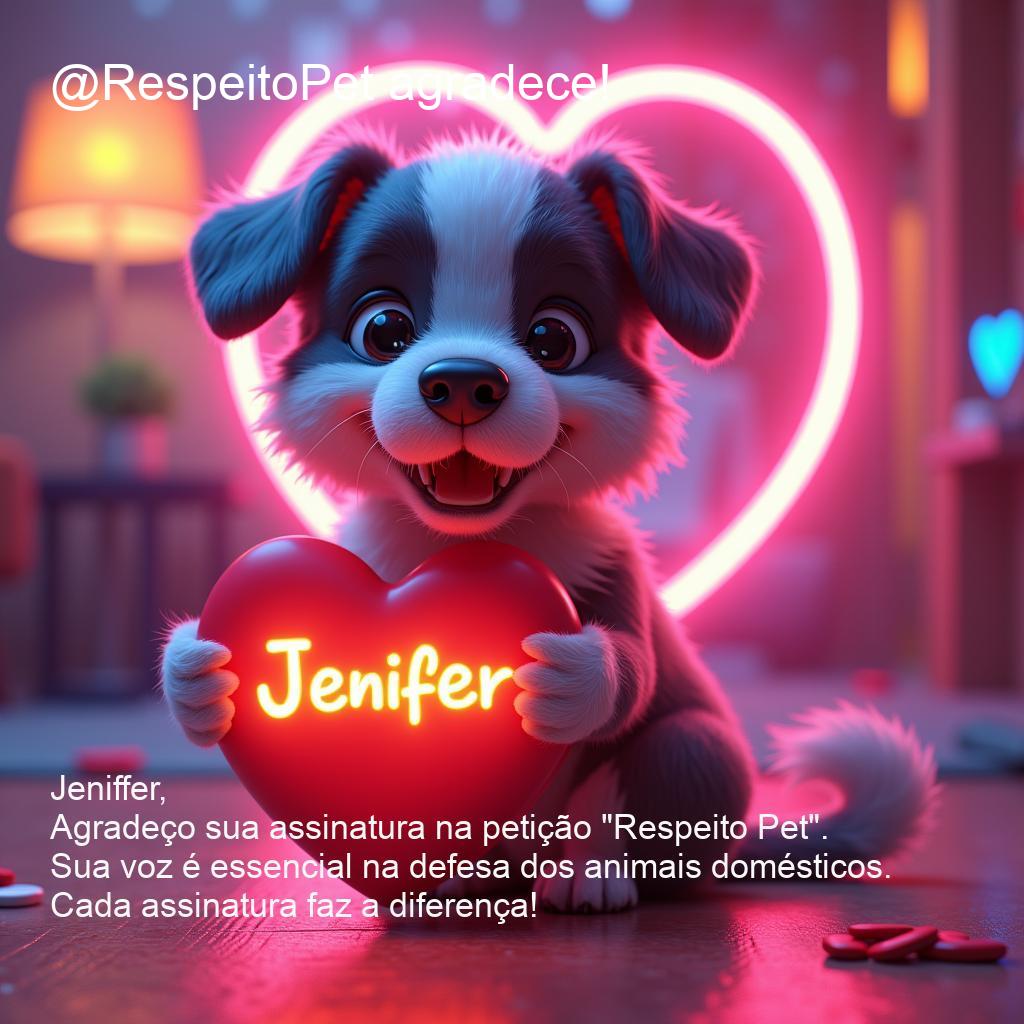 @RespeitoPet agradece!
Jenifer
Jeniffer,
Agradeço sua assinatura na petição "Respeito Pet".
Sua voz é essencial na defesa dos animais domésticos.
Cada assinatura faz a diferença!